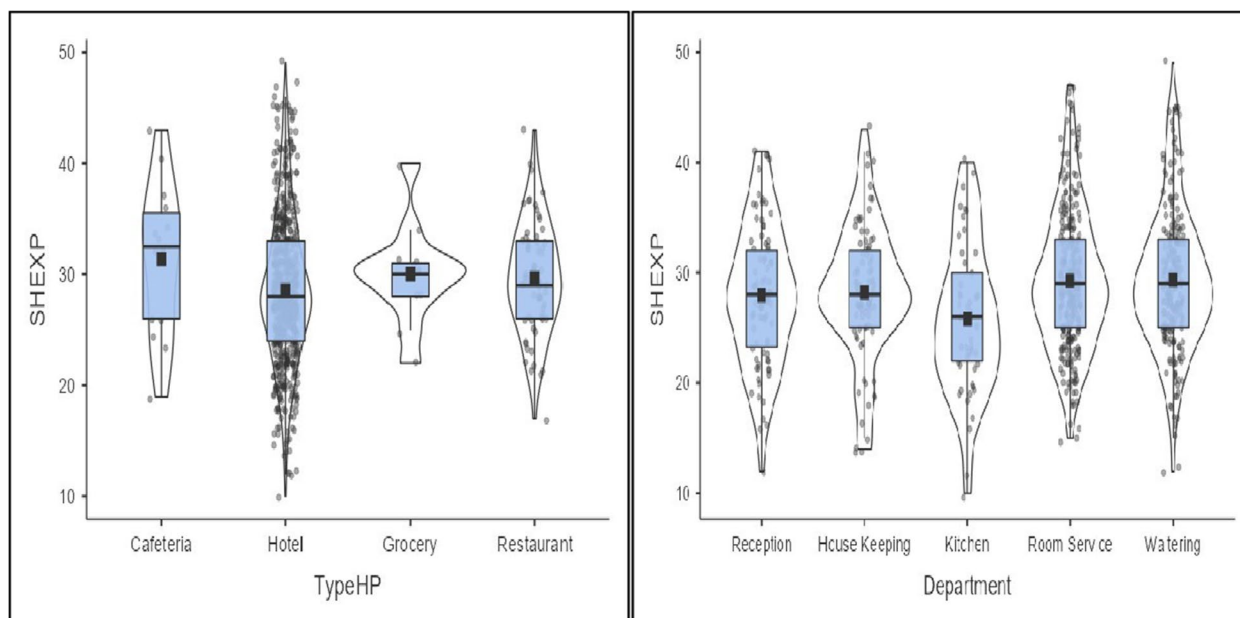 SHEXP
50
40
30
20
10
Cafeteria Hotel Grocery Restaurant
TypeHP
SHEXP
50
40
30
20
10
Reception House Keeping Kitchen Room Service Watering
Department